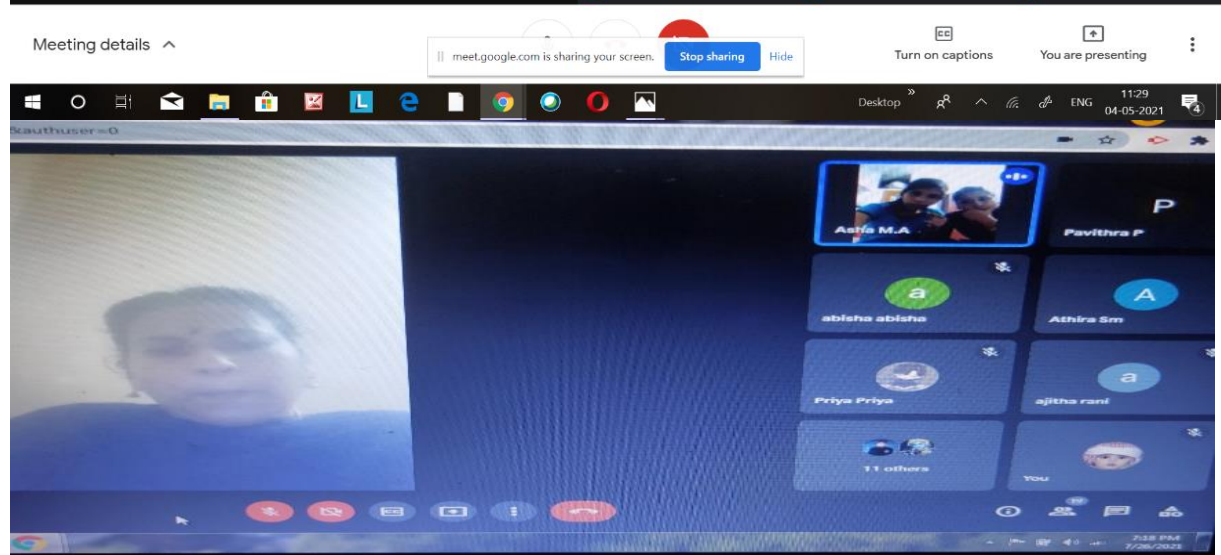 Meeting details
meet.google.com is sharing your screen. Stop sharing Hide
Turn on captions
You are presenting
Desktop ENG 11:29
04-05-2021
&authuser=0
Asha M.A
P
Pavithra P
a
abisha abisha
A
Athira Sm
Priya Priya
a
ajitha rani
11 others
You
7:18 PM
7/26/2021